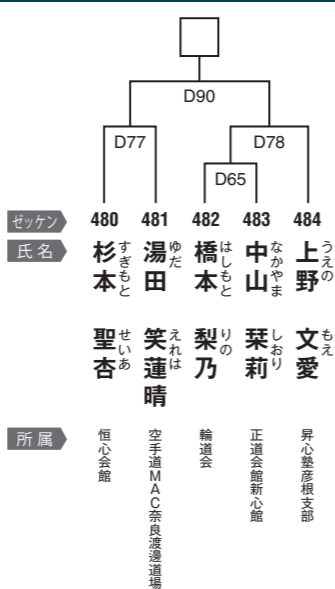 D90
D77
D78
D65
ゼッケン
480
481
482
483
484
氏名
杉本 聖杏
すぎもと せいあ
湯田 笑蓮晴
ゆだ えれは
橋本 梨乃
はしもと りの
中山 栞莉
なかやま しおり
上野 文愛
うえの もえ
所属
恒心会館
空手道MAC奈良渡邊道場
輪道会
正道会館新心館
昇心塾彦根支部